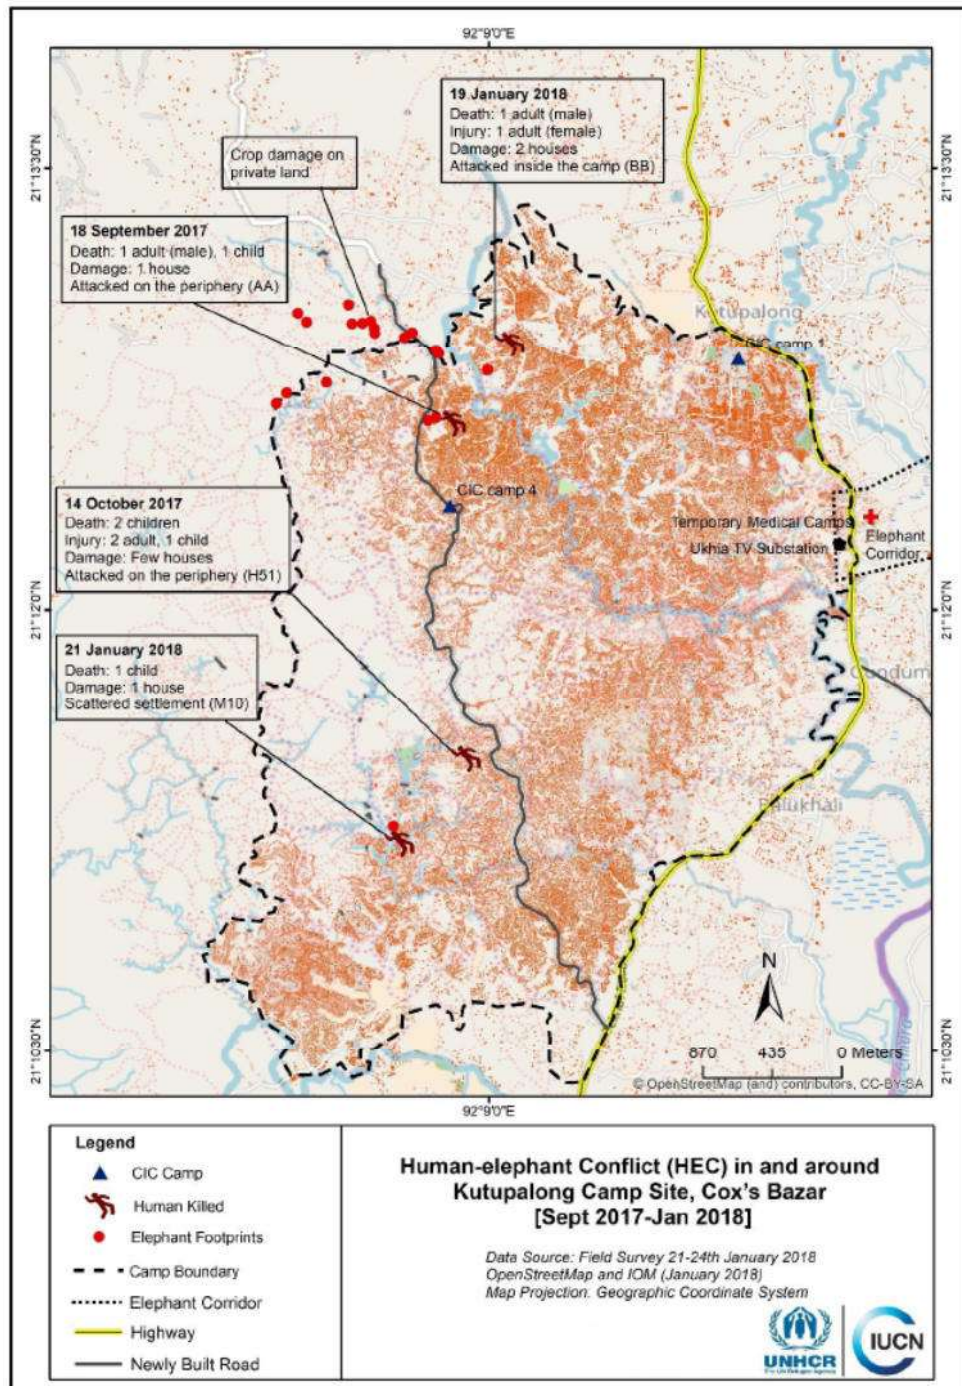 92°9'0"E
19 January 2018
Death: 1 adult (male)
Injury: 1 adult (female)
Damage: 2 houses
Attacked inside the camp (BB)
Crop damage on
private land
21°13'30"N
21°13'30"N
18 September 2017
Death: 1 adult (male), 1 child
Damage: 1 house
Attacked on the periphery (AA)
Kutupalong
CIC camp 1
14 October 2017
Death: 2 children
Injury: 2 adult, 1 child
Damage: Few houses
Attacked on the periphery (H51)
CIC camp 4
Temporary Medical Camps
Ukhia TV Substation
Elephant
Corridor
21°12'0"N
21°12'0"N
21 January 2018
Death: 1 child
Damage: 1 house
Scattered settlement (M10)
N
870 435 0 Meters
21°10'30"N
21°10'30"N
© OpenStreetMap (and) contributors, CC-BY-SA
92°9'0"E
Legend
CIC Camp
Human Killed
Elephant Footprints
Camp Boundary
Elephant Corridor
Highway
Newly Built Road
Human-elephant Conflict (HEC) in and around
Kutupalong Camp Site, Cox's Bazar
[Sept 2017-Jan 2018]
Data Source: Field Survey 21-24th January 2018
OpenStreetMap and IOM (January 2018)
Map Projection: Geographic Coordinate System
UNHCR
The UN Refugee Agency
IUCN